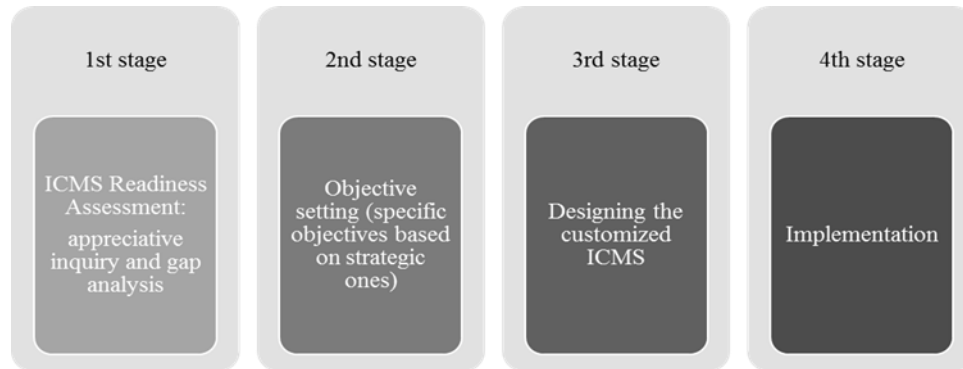 1st stage
ICMS Readiness
Assessment:
appreciative
inquiry and gap
analysis
2nd stage
Objective
setting (specific
objectives based
on strategic
ones)
3rd stage
Designing the
customized
ICMS
4th stage
Implementation